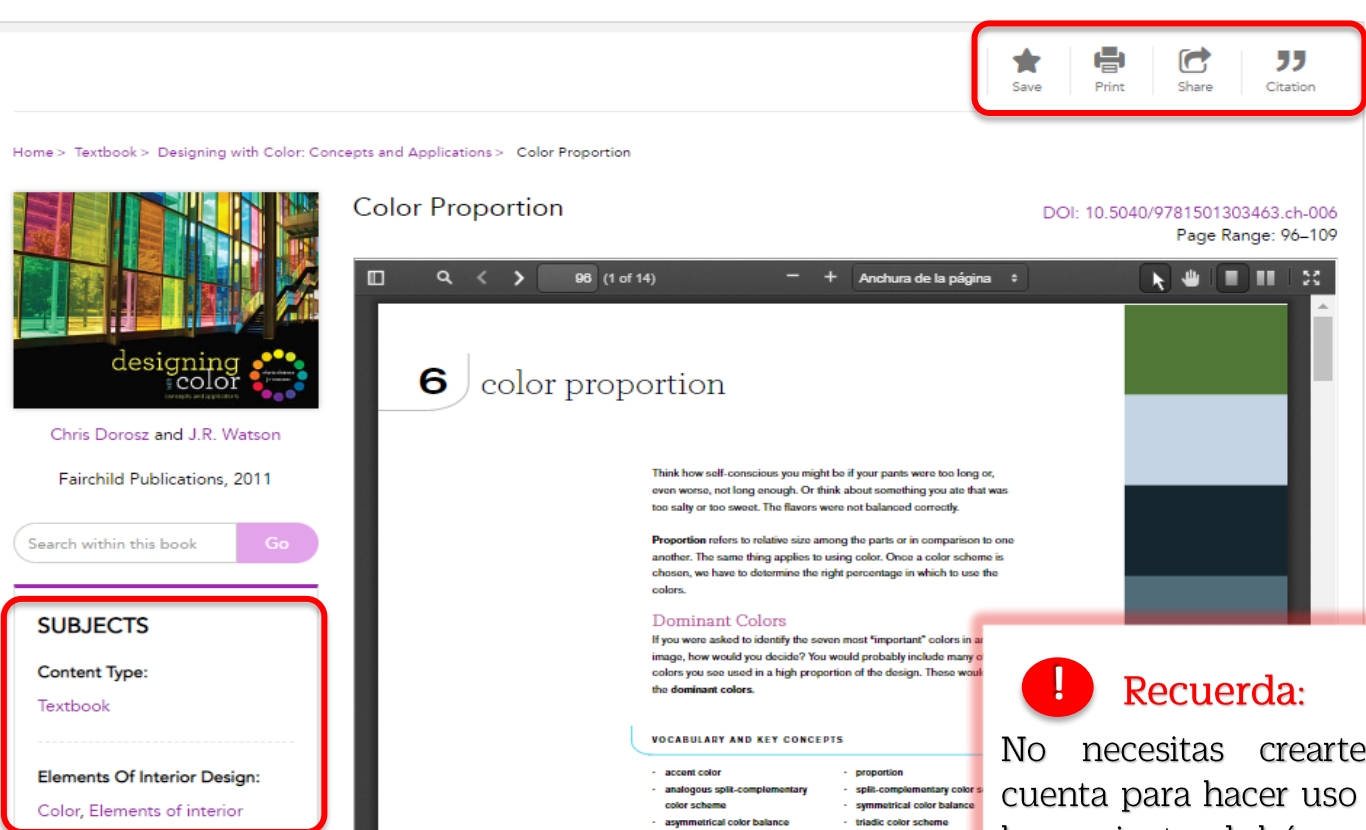 Save Print Share Citation
Home > Textbook > Designing with Color: Concepts and Applications > Color Proportion
designing
with color
concepts and applications
Chris Dorosz and J.R. Watson
Fairchild Publications, 2011
Search within this book Go
SUBJECTS
Content Type:
Textbook
Elements Of Interior Design:
Color, Elements of interior
Color Proportion
DOI: 10.5040/9781501303463.ch-006
Page Range: 96–109
96 (1 of 14) Anchura de la página
6 color proportion
Think how self-conscious you might be if your pants were too long or,
even worse, not long enough. Or think about something you ate that was
too salty or too sweet. The flavors were not balanced correctly.
Proportion refers to relative size among the parts or in comparison to one
another. The same thing applies to using color. Once a color scheme is
chosen, we have to determine the right percentage in which to use the
colors.
Dominant Colors
If you were asked to identify the seven most “important” colors in
image, how would you decide? You would probably include many
colors you see used in a high proportion of the design. These
the dominant colors.
VOCABULARY AND KEY CONCEPTS
- accent color
- analogous split-complementary
color scheme
- asymmetrical color balance
- proportion
- split-complementary color
- symmetrical color balance
- triadic color scheme
! Recuerda:
No necesitas crearte
cuenta para hacer uso